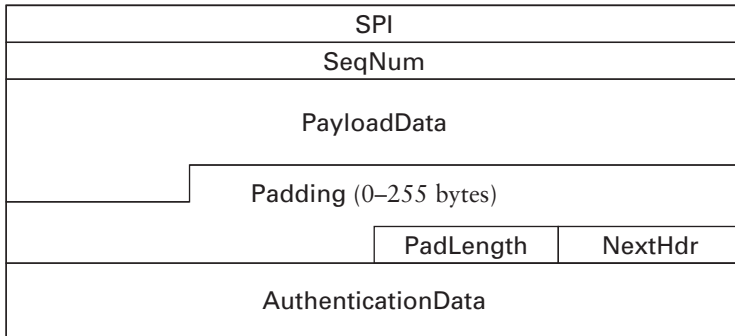 SPI
SeqNum
PayloadData
Padding (0–255 bytes)
PadLength NextHdr
AuthenticationData